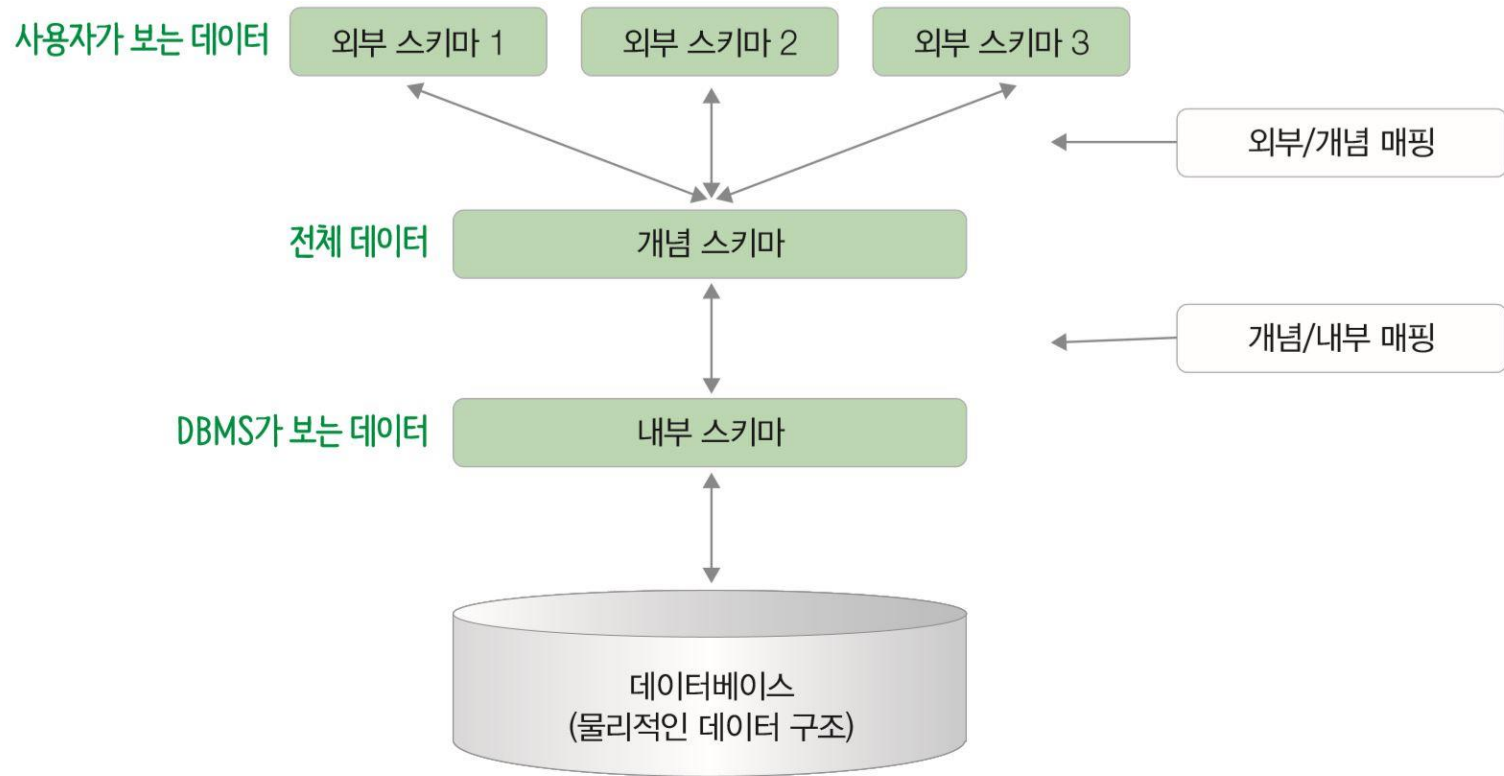 사용자가 보는 데이터
외부 스키마 1
외부 스키마 2
외부 스키마 3
외부/개념 매핑
전체 데이터
개념 스키마
개념/내부 매핑
DBMS가 보는 데이터
내부 스키마
데이터베이스
(물리적인 데이터 구조)